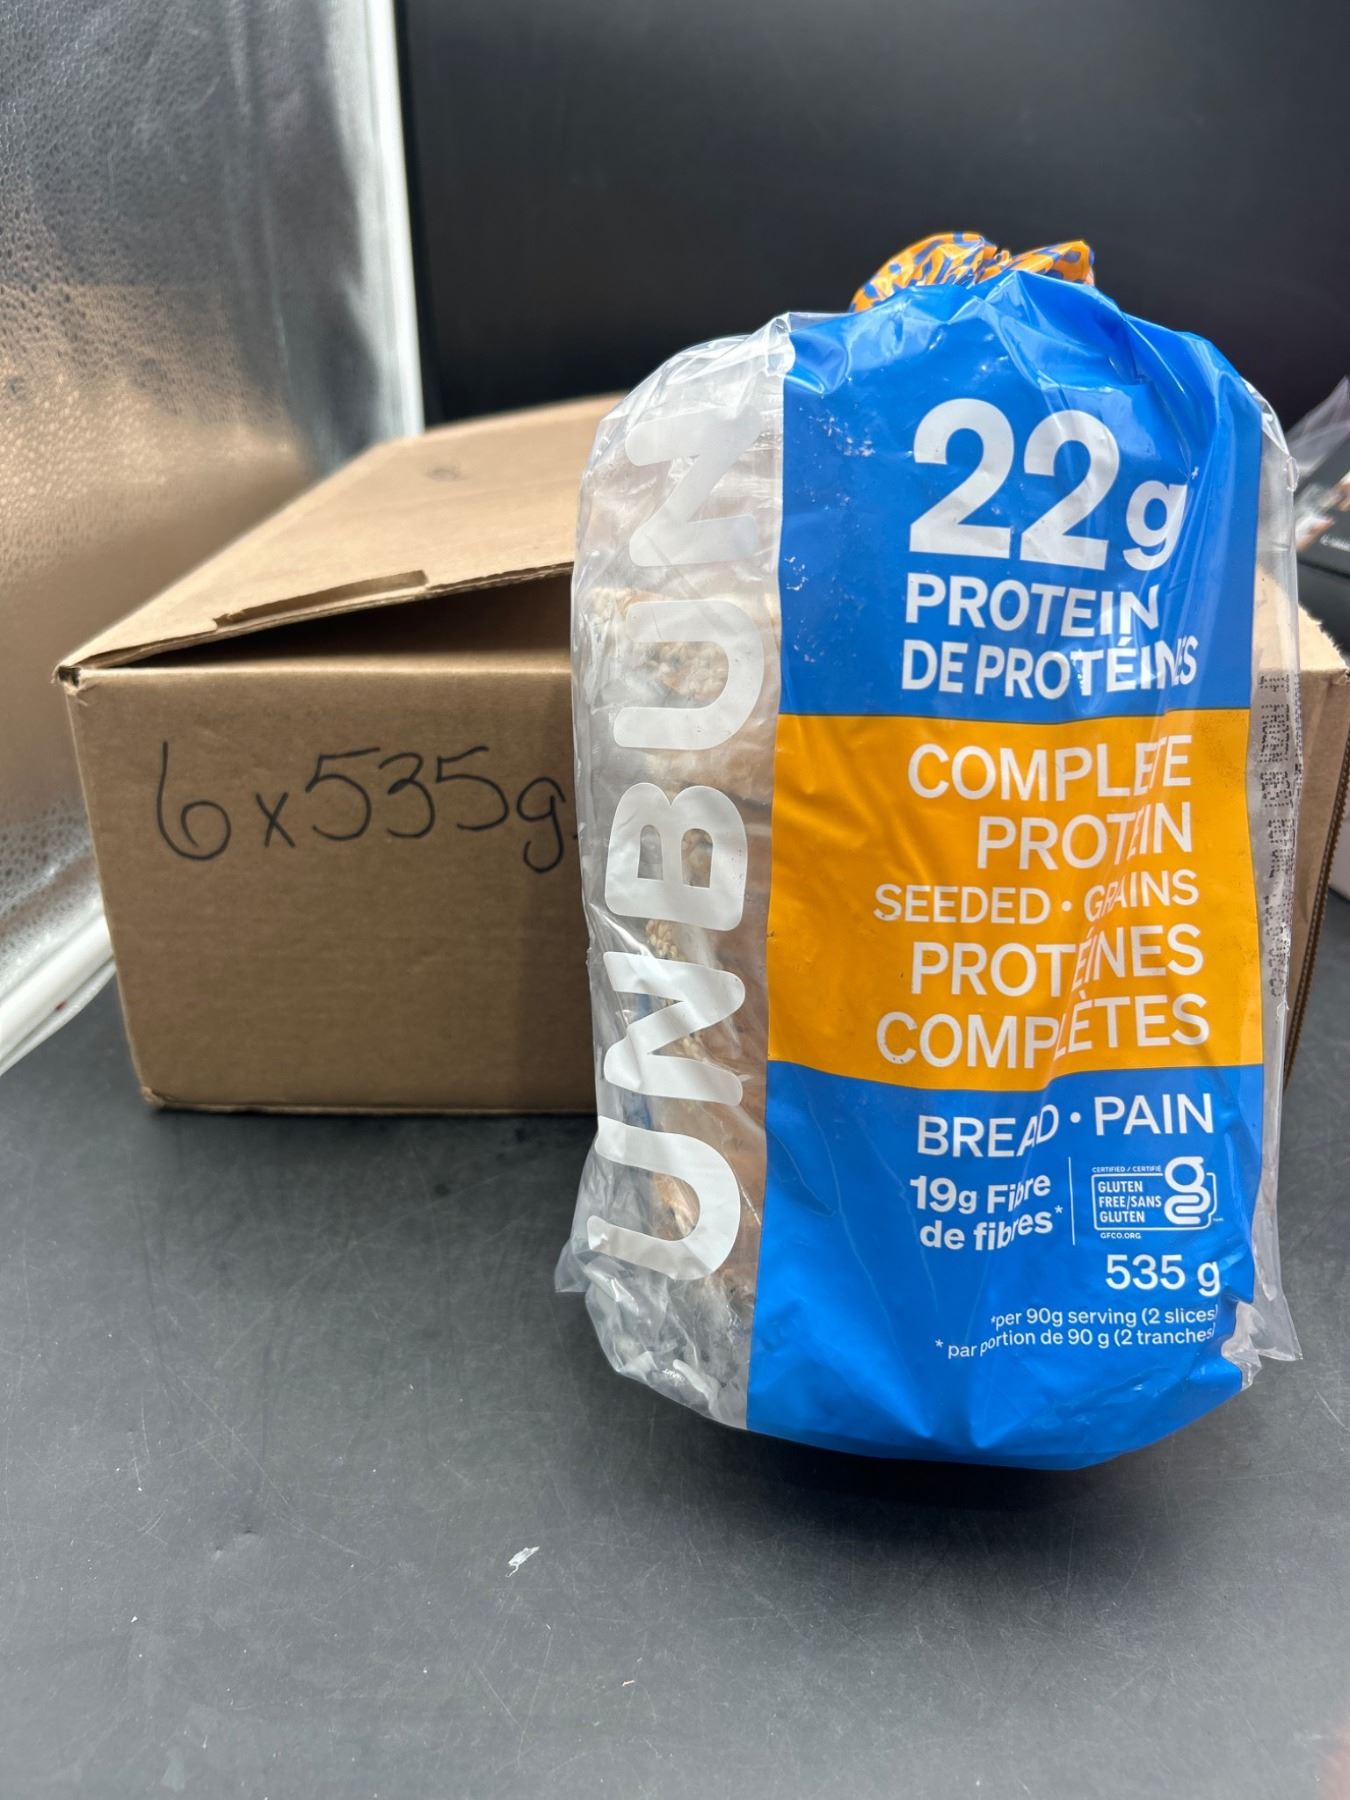 6x535g
UNBUN
22g
PROTEIN
DE PROTÉINES
COMPLETE
PROTEIN
SEEDED • GRAINS
PROTÉINES
COMPLÈTES
BREAD • PAIN
19g Fibre
de fibres*
CERTIFIED / CERTIFIÉ
GLUTEN
FREE/SANS
GLUTEN
GFCO.ORG
535 g
*per 90g serving (2 slices)
* par portion de 90 g (2 tranches)